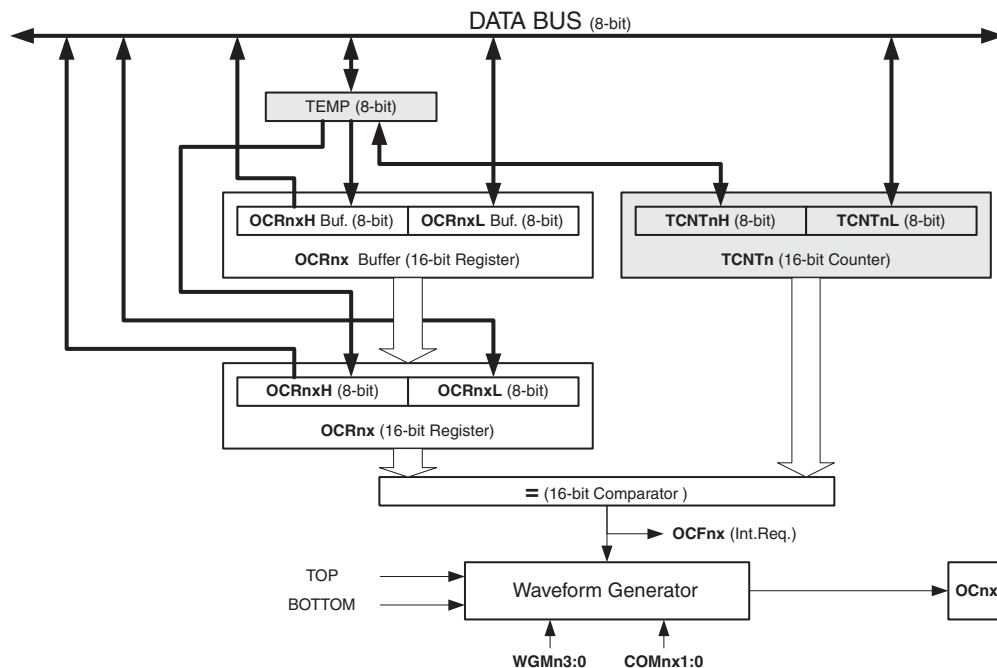 DATA BUS (8-bit)
TEMP (8-bit)
OCRnxH Buf. (8-bit) OCRnxL Buf. (8-bit)
OCRnx Buffer (16-bit Register)
TCNTnH (8-bit) TCNTnL (8-bit)
TCNTn (16-bit Counter)
OCRnxH (8-bit) OCRnxL (8-bit)
OCRnx (16-bit Register)
= (16-bit Comparator )
OCFnx (Int.Req.)
TOP
BOTTOM
Waveform Generator
OCnx
WGMn3:0 COMnx1:0